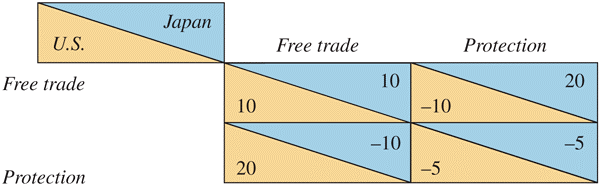 Japan
U.S.
Free trade Protection
Free trade
10 20
10 –10
–10 –5
20 –5
Protection